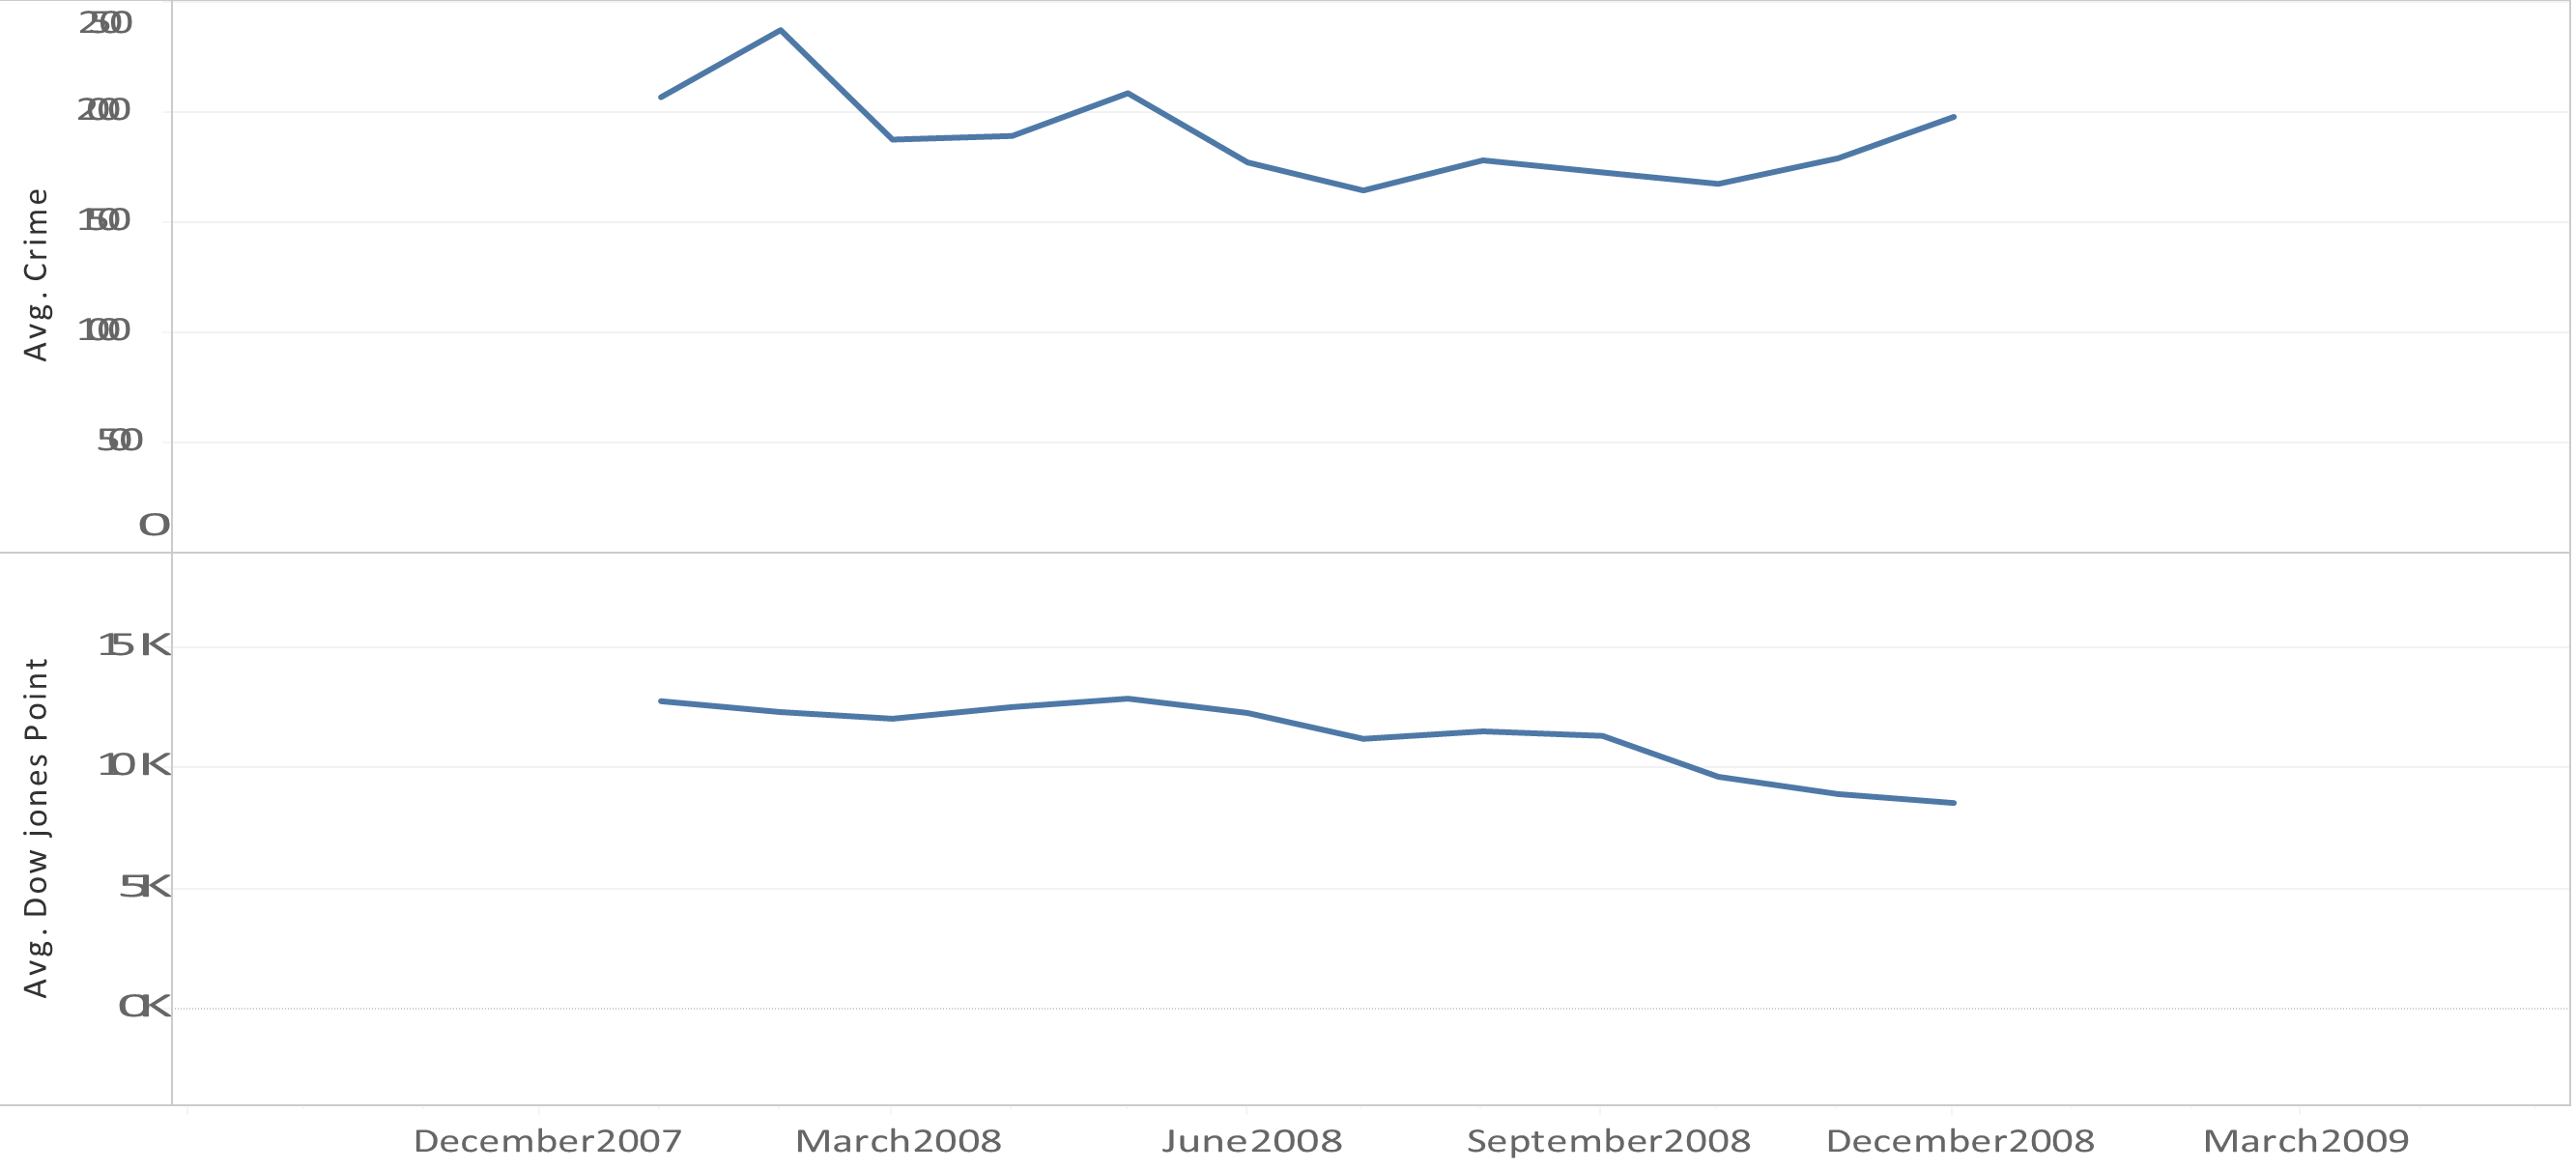 250
200
150
100
50
0
Avg. Crime
15K
10K
5K
0K
Avg. Dow jones Point
December2007 March2008 June2008 September2008 December2008 March2009